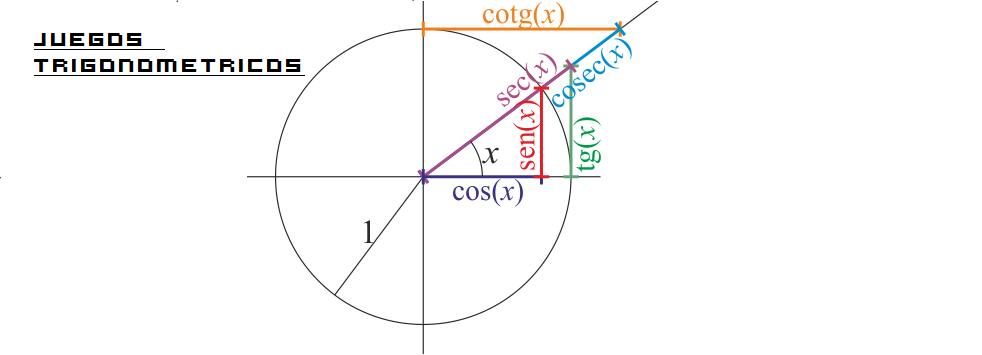 JUEGOS
TRIGONOMETRICOS
cotg(x)
sec(x)
cosec(x)
sen(x)
tg(x)
x
cos(x)
1